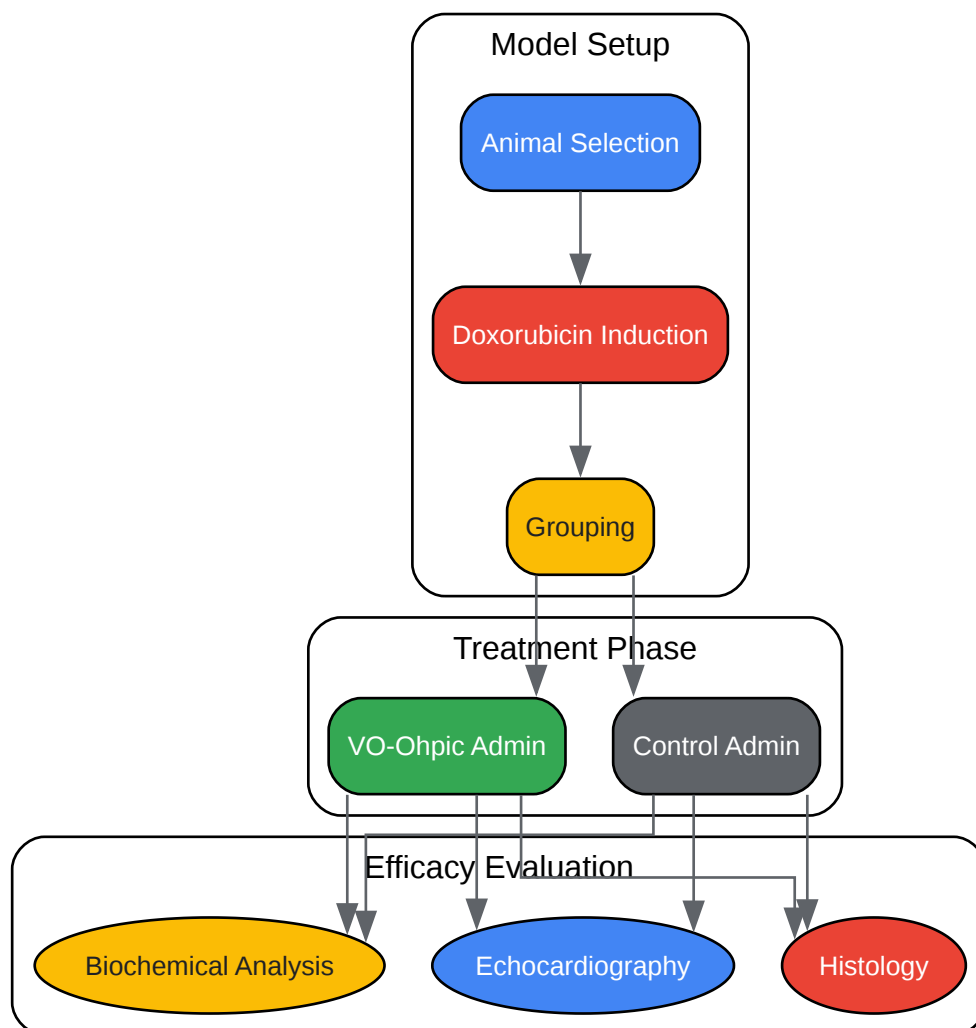 Model Setup
Animal Selection
Doxorubicin Induction
Grouping
Treatment Phase
VO-Ohpic Admin
Control Admin
Efficacy Evaluation
Biochemical Analysis
Echocardiography
Histology